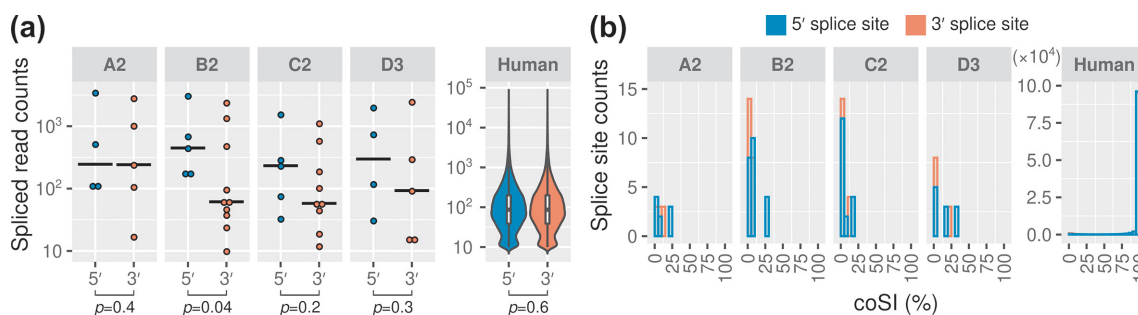 (a)
A2 B2 C2 D3 Human
Spliced read counts
10³
10²
10
10⁵
10⁴
10³
10²
10
5′ 3′ 5′ 3′ 5′ 3′ 5′ 3′ 5′ 3′
p=0.4 p=0.04 p=0.2 p=0.3 p=0.6
(b)
5′ splice site 3′ splice site
A2 B2 C2 D3 (×10⁴) Human
Splice site counts
15
10
5
0
10.0
7.5
5.0
2.5
0.0
0 25 50 75 100 0 25 50 75 100 0 25 50 75 100 0 25 50 75 100 0 25 50 75 100
coSI (%)